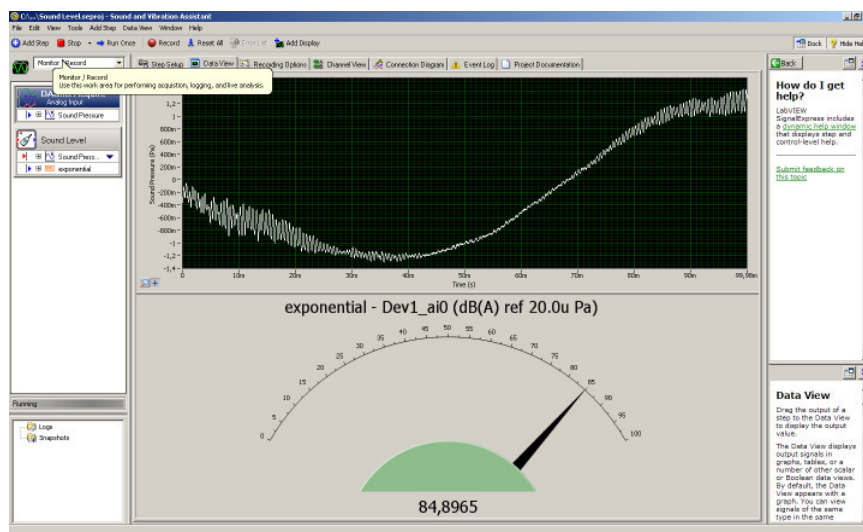 C:\...\Sound Level.seproj - Sound and Vibration Assistant
File Edit View Tools Add Step Data View Window Help
Add Step Stop Run Once Record Reset All Error List Add Display Dock Hide Help
Monitor / Record Step Setup Data View Recording Options Channel View Connection Diagram Event Log Project Documentation Back
Monitor / Record
Use this work area for performing acquisition, logging, and live analysis.
Analog Input
Sound Pressure
Sound Level
Sound Press...
exponential
Running
Logs
Snapshots
Sound Pressure (Pa)
1,2
1
800m
600m
400m
200m
0
-200m
-400m
-600m
-800m
-1
-1,2
-1,4
0 10m 20m 30m 40m 50m 60m 70m 80m 90m 99,98m
Time (s)
exponential - Dev1_ai0 (dB(A) ref 20.0u Pa)
0 5 10 15 20 25 30 35 40 45 50 55 60 65 70 75 80 85 90 95 100
84,8965
How do I get
help?
LabVIEW
SignalExpress includes
a dynamic help window
that displays step and
control-level help.
Submit feedback on
this topic
Data View
Drag the output of a
step to the Data View
to display the output
value.
The Data View displays
output signals in
graphs, tables, or a
number of other scalar
or Boolean data views.
By default, the Data
View appears with a
graph. You can view
signals of the same
type in the same